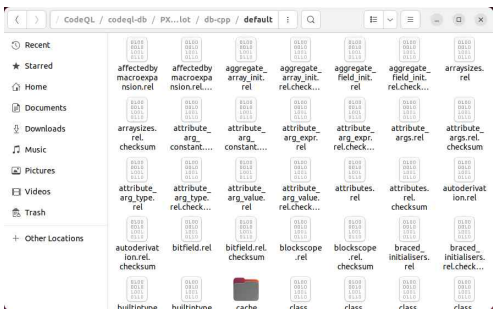 / CodeQL / codeql-db / PX...lot / db-cpp / default
Recent
Starred
Home
Documents
Downloads
Music
Pictures
Videos
Trash
Other Locations
affectedby affectedby aggregate_ aggregate_ aggregate_ aggregate_ arraysizes.
macroexpa macroexpa array_init. array_init. field_init. field_init. rel
nsion.rel nsion.rel.... rel rel.check... rel rel.check...
arraysizes. attribute_ attribute_ attribute_ attribute_ attribute_ attribute_
rel. arg_ arg_ arg_expr. arg_expr. args.rel args.rel.
checksum constant.... constant.... rel rel.check... checksum
attribute_ attribute_ attribute_ attribute_ attributes. attributes. autoderivat
arg_type. arg_type. arg_value. arg_value. rel rel. ion.rel
rel rel.check... rel rel.check... checksum
autoderivat bitfield.rel bitfield.rel. blockscope blockscope braced_ braced_
ion.rel. checksum .rel .rel. initialisers. initialisers.
checksum checksum rel rel.check...
builtintype builtintype cache class_ class_ class_ class_